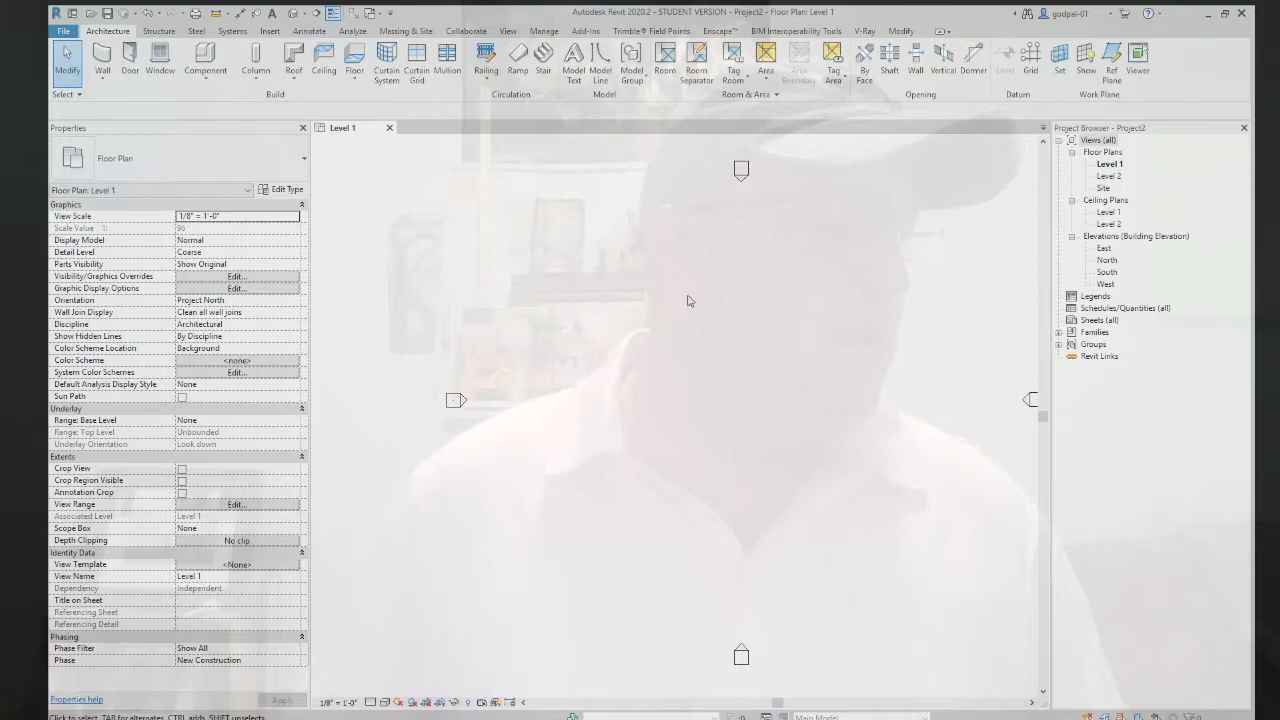 Autodesk Revit 2020.2 - STUDENT VERSION - Project2 - Floor Plan: Level 1
godpal-01
File Architecture Structure Steel Systems Insert Annotate Analyze Massing & Site Collaborate View Manage Add-Ins Trimble® Field Points Enscape™ BIM Interoperability Tools V-Ray Modify
Modify Wall Door Window Component Column Roof Ceiling Floor Curtain System Curtain Grid Mullion Railing Ramp Stair Model Text Model Line Model Group Room Room Separator Tag Room Area Area Boundary Tag Area By Face Shaft Wall Vertical Dormer Level Grid Set Show Ref Plane Viewer
Select Build Circulation Model Room & Area Opening Datum Work Plane
Properties
Floor Plan
Floor Plan: Level 1 Edit Type
Graphics
View Scale 1/8" = 1'-0"
Scale Value 1: 96
Display Model Normal
Detail Level Coarse
Parts Visibility Show Original
Visibility/Graphics Overrides Edit...
Graphic Display Options Edit...
Orientation Project North
Wall Join Display Clean all wall joins
Discipline Architectural
Show Hidden Lines By Discipline
Color Scheme Location Background
Color Scheme <none>
System Color Schemes Edit...
Default Analysis Display Style None
Sun Path
Underlay
Range: Base Level None
Range: Top Level Unbounded
Underlay Orientation Look down
Extents
Crop View
Crop Region Visible
Annotation Crop
View Range Edit...
Associated Level Level 1
Scope Box None
Depth Clipping No clip
Identity Data
View Template <None>
View Name Level 1
Dependency Independent
Title on Sheet
Referencing Sheet
Referencing Detail
Phasing
Phase Filter Show All
Phase New Construction
Properties help Apply
Level 1
1/8" = 1'-0"
Project Browser - Project2
Views (all)
Floor Plans
Level 1
Level 2
Site
Ceiling Plans
Level 1
Level 2
Elevations (Building Elevation)
East
North
South
West
Legends
Schedules/Quantities (all)
Sheets (all)
Families
Groups
Revit Links
Click to select, TAB for alternates, CTRL adds, SHIFT unselects.
Main Model